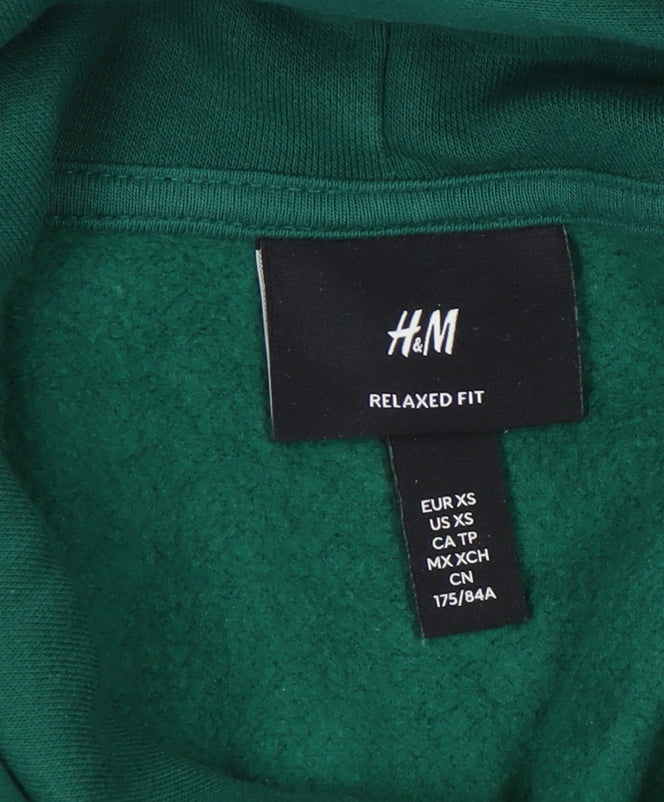 H&M
RELAXED FIT
EUR XS
US XS
CA TP
MX XCH
CN
175/84A